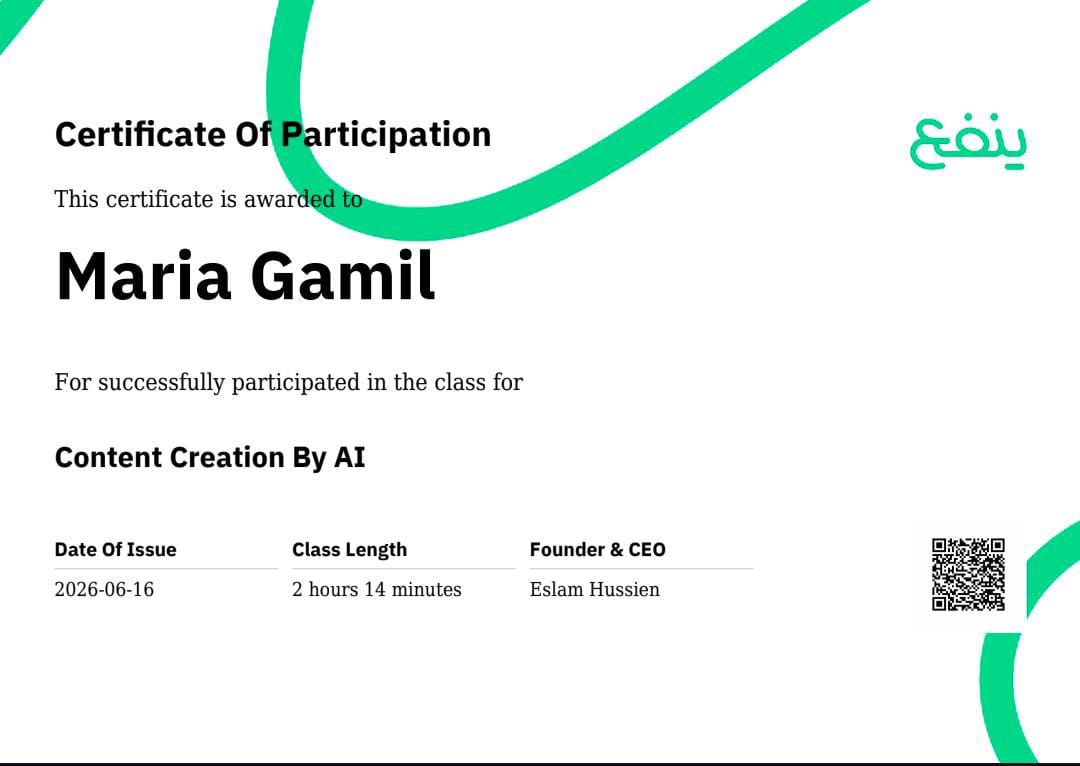 Certificate Of Participation
ينفع
This certificate is awarded to
Maria Gamil
For successfully participated in the class for
Content Creation By AI
Date Of Issue
2026-06-16
Class Length
2 hours 14 minutes
Founder & CEO
Eslam Hussien